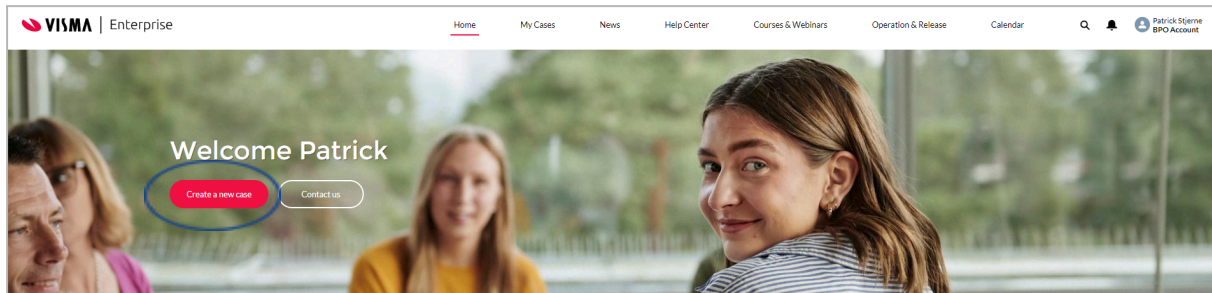 VISMA | Enterprise
Home My Cases News Help Center Courses & Webinars Operation & Release Calendar
Patrick Stjerne
BPO Account
Welcome Patrick
Create a new case Contact us